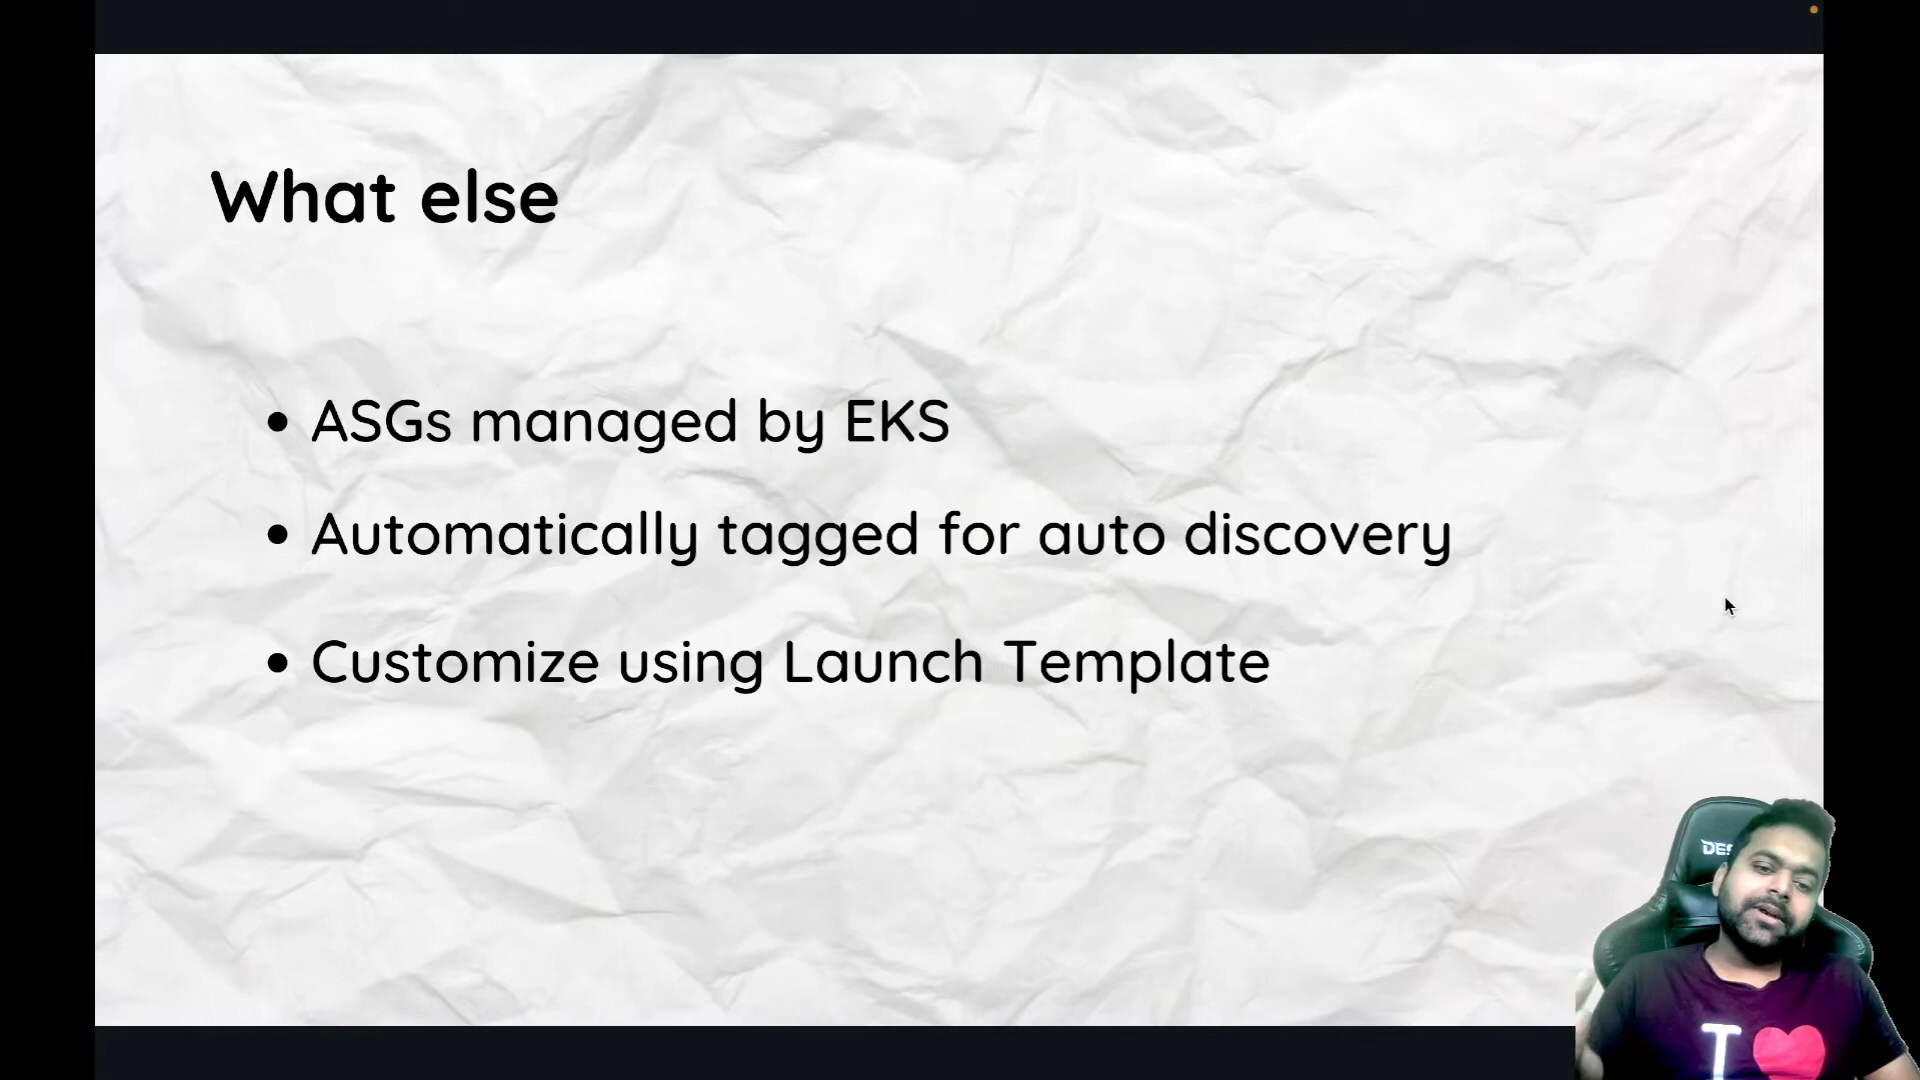 What else
• ASGs managed by EKS
• Automatically tagged for auto discovery
• Customize using Launch Template
I